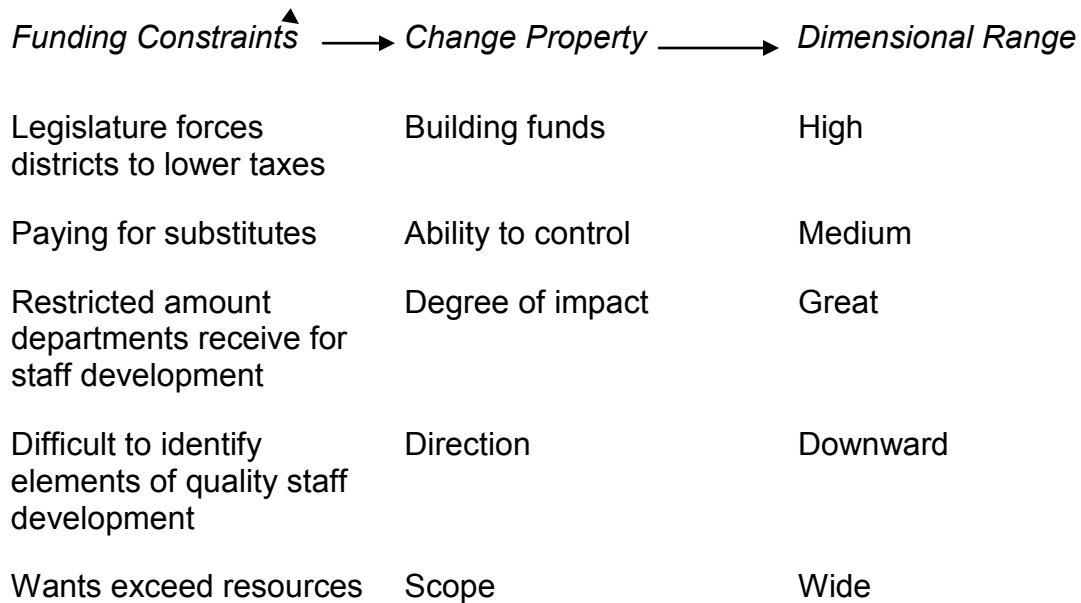 Funding Constraints Change Property Dimensional Range
Legislature forces Building funds High
districts to lower taxes
Paying for substitutes Ability to control Medium
Restricted amount Degree of impact Great
departments receive for
staff development
Difficult to identify Direction Downward
elements of quality staff
development
Wants exceed resources Scope Wide